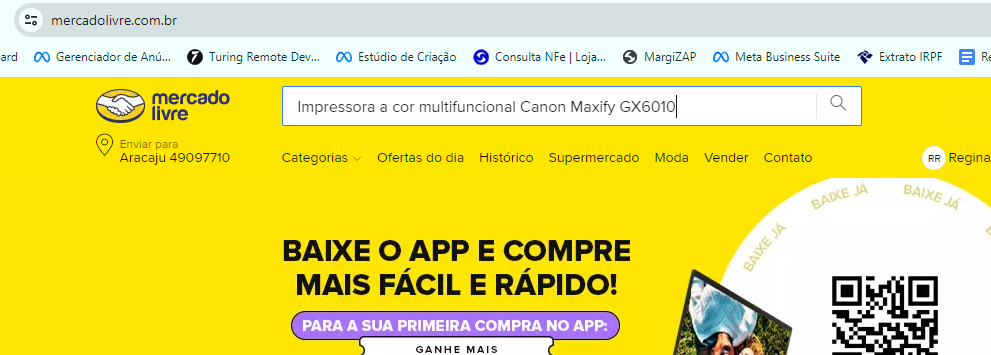 mercadolivre.com.br
ard Gerenciador de Anú... Turing Remote Dev... Estúdio de Criação Consulta NFe | Loja... MargiZAP Meta Business Suite Extrato IRPF Re
mercado
livre
Impressora a cor multifuncional Canon Maxify GX6010
Enviar para
Aracaju 49097710
Categorias Ofertas do dia Histórico Supermercado Moda Vender Contato
RR Regina
BAIXE JÁ
BAIXE JÁ
BAIXE JÁ
BAIXE O APP E COMPRE
MAIS FÁCIL E RÁPIDO!
PARA A SUA PRIMEIRA COMPRA NO APP:
GANHE MAIS